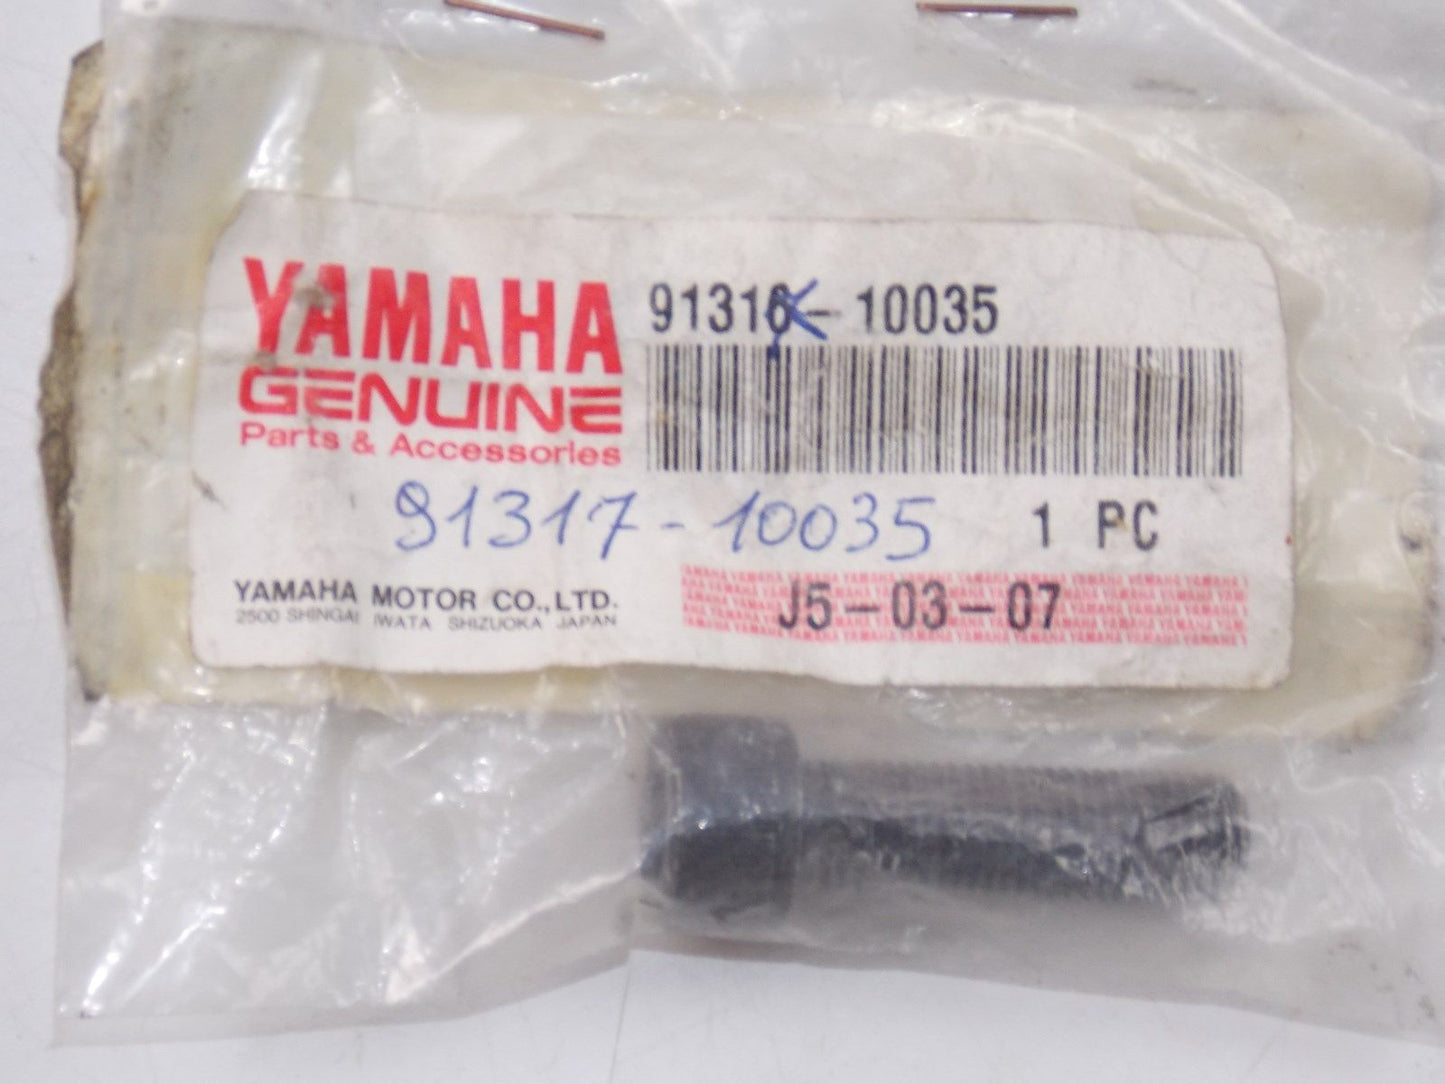 YAMAHA
GENUINE
Parts & Accessories
91316-10035
91317-10035
1 PC
YAMAHA MOTOR CO.,LTD.
2500 SHINGAI IWATA SHIZUOKA JAPAN
J5-03-07